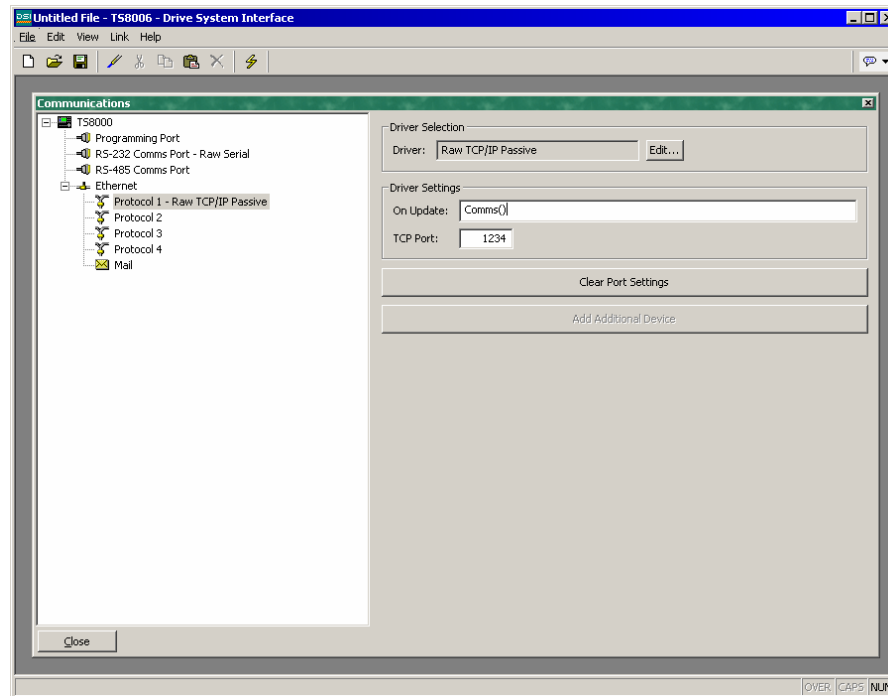 DSI Untitled File - TS8006 - Drive System Interface
File Edit View Link Help
Communications
TS8000
Programming Port
RS-232 Comms Port - Raw Serial
RS-485 Comms Port
Ethernet
Protocol 1 - Raw TCP/IP Passive
Protocol 2
Protocol 3
Protocol 4
Mail
Driver Selection
Driver: Raw TCP/IP Passive Edit...
Driver Settings
On Update: Comms()
TCP Port: 1234
Clear Port Settings
Add Additional Device
Close
OVER CAPS NUM